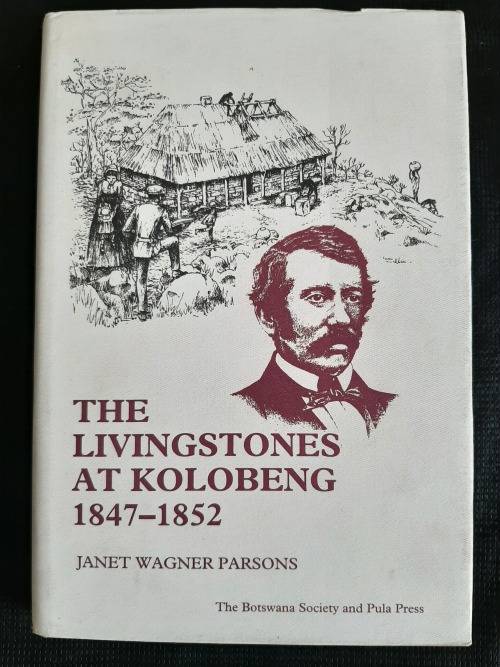 THE
LIVINGSTONES
AT KOLOBENG
1847–1852
JANET WAGNER PARSONS
The Botswana Society and Pula Press